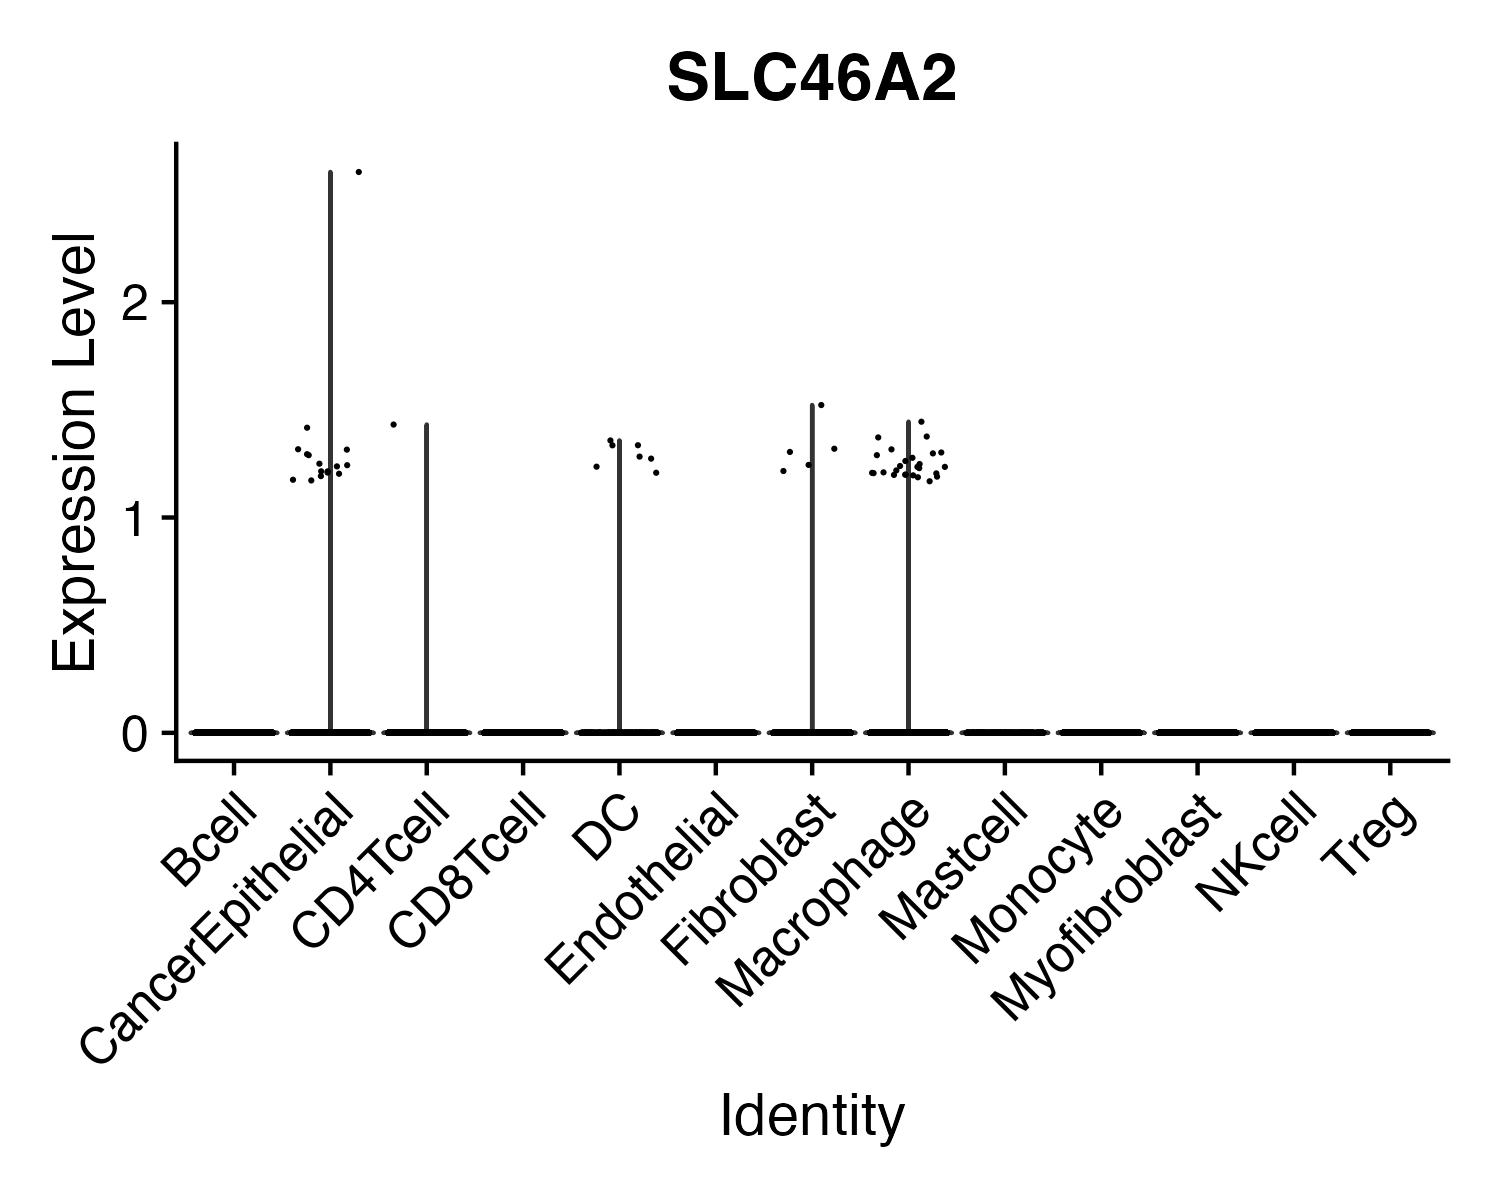 SLC46A2
Expression Level
2
1
0
Bcell
CancerEpithelial
CD4Tcell
CD8Tcell
DC
Endothelial
Fibroblast
Macrophage
Mastcell
Monocyte
Myofibroblast
NKcell
Treg
Identity